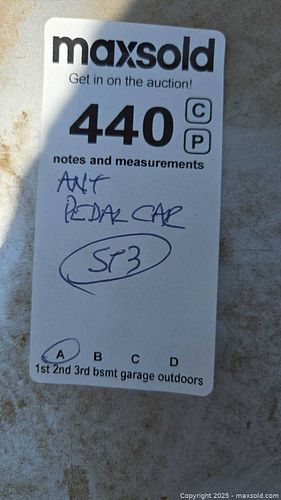 maxsold
Get in on the auction!
440
C
P
notes and measurements
ANT
PEDAL CAR
ST3
A B C D
1st 2nd 3rd bsmt garage outdoors
Copyright 2025 - maxsold.com